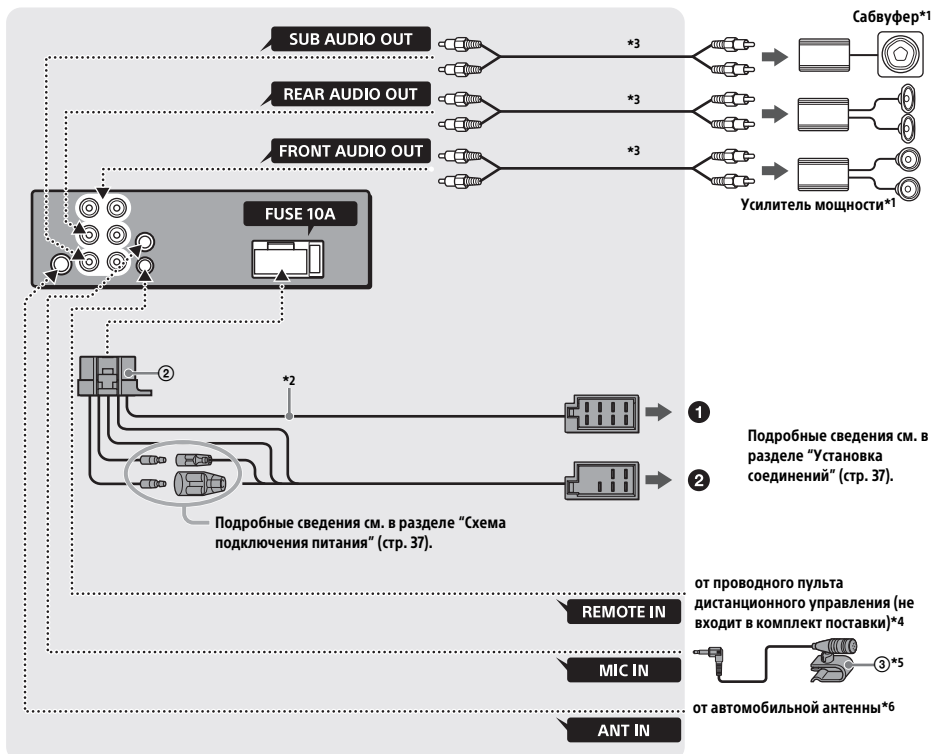 Сабвуфер*1
SUB AUDIO OUT
*3
REAR AUDIO OUT
*3
FRONT AUDIO OUT
*3
Усилитель мощности*1
FUSE 10A
②
*2
❶
❷
Подробные сведения см. в
разделе “Установка
соединений” (стр. 37).
Подробные сведения см. в разделе “Схема
подключения питания” (стр. 37).
от проводного пульта
дистанционного управления (не
входит в комплект поставки)*4
REMOTE IN
③*5
MIC IN
от автомобильной антенны*6
ANT IN